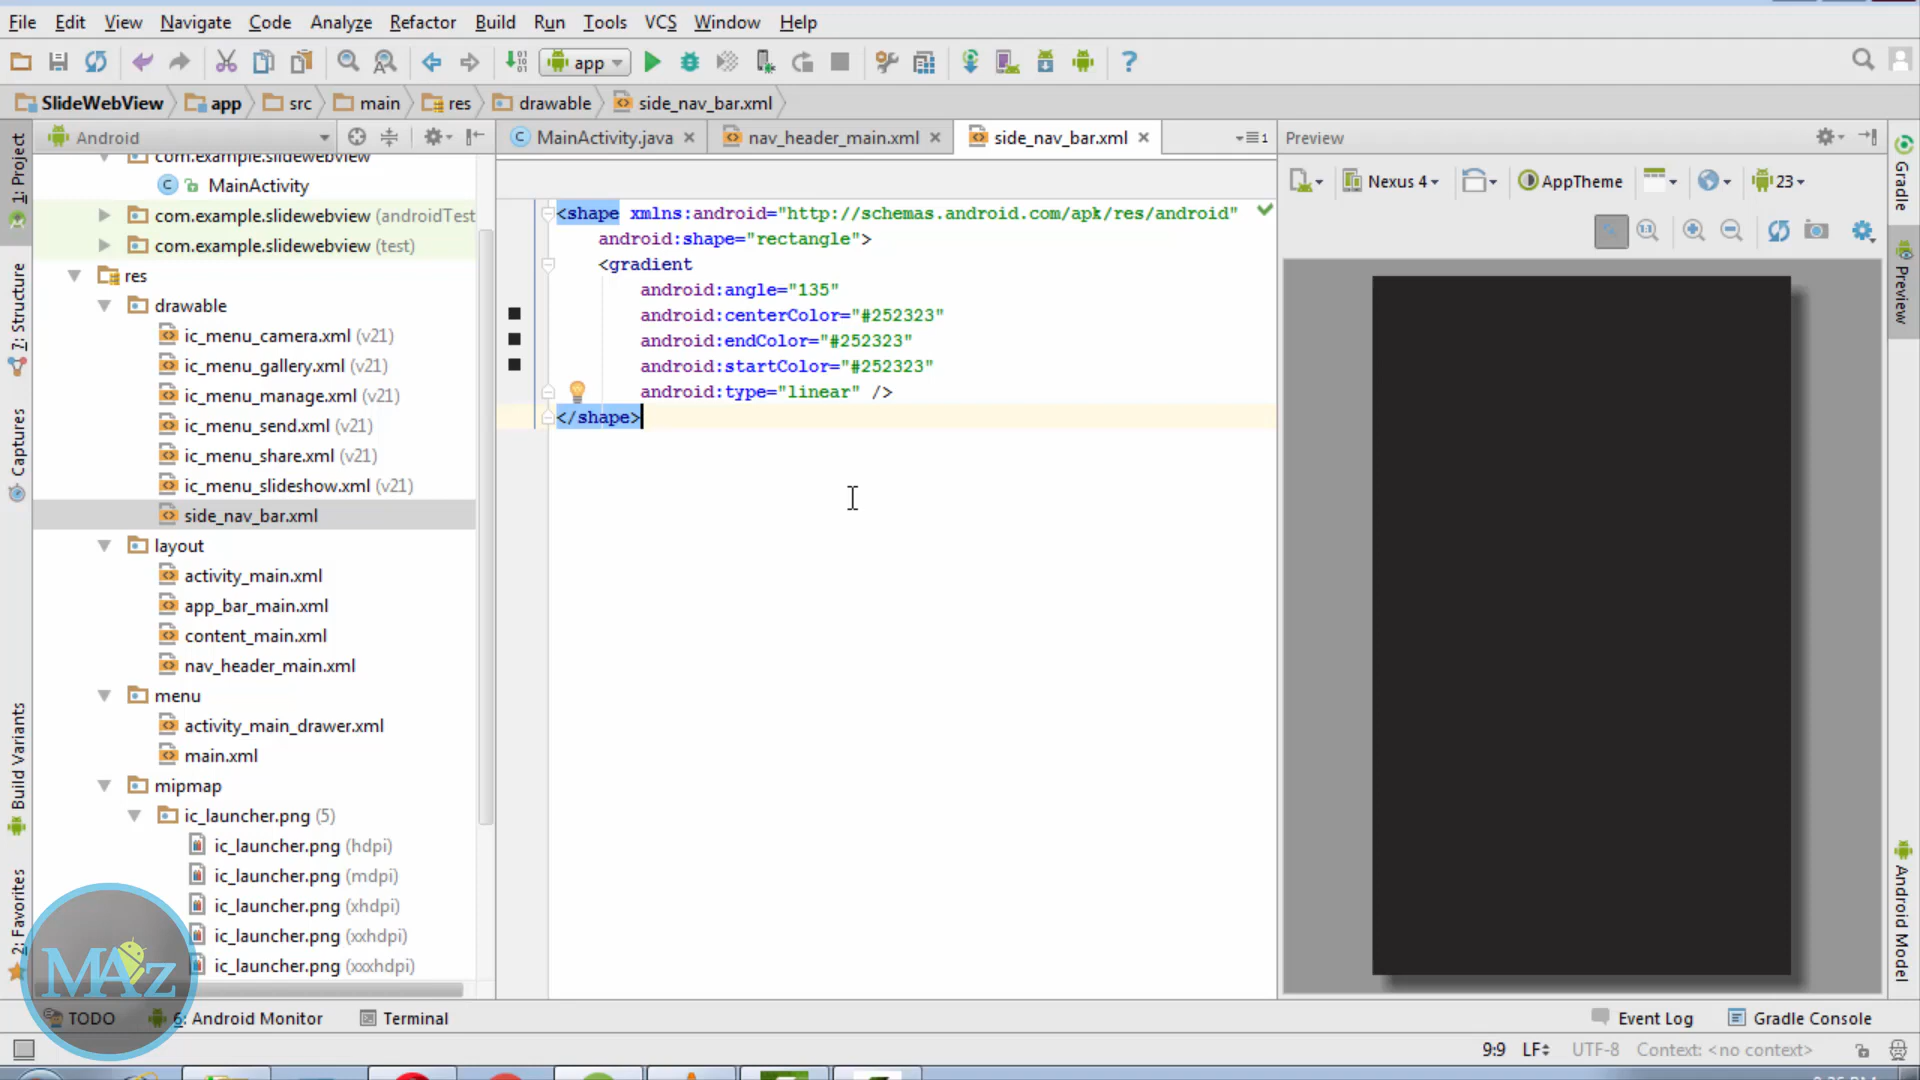 File Edit View Navigate Code Analyze Refactor Build Run Tools VCS Window Help
app
SlideWebView app src main res drawable side_nav_bar.xml
Android
MainActivity.java nav_header_main.xml side_nav_bar.xml 1
Preview
1: Project
7: Structure
Captures
Build Variants
2: Favorites
com.example.slidewebview
MainActivity
com.example.slidewebview (androidTest
com.example.slidewebview (test)
res
drawable
ic_menu_camera.xml (v21)
ic_menu_gallery.xml (v21)
ic_menu_manage.xml (v21)
ic_menu_send.xml (v21)
ic_menu_share.xml (v21)
ic_menu_slideshow.xml (v21)
side_nav_bar.xml
layout
activity_main.xml
app_bar_main.xml
content_main.xml
nav_header_main.xml
menu
activity_main_drawer.xml
main.xml
mipmap
ic_launcher.png (5)
ic_launcher.png (hdpi)
ic_launcher.png (mdpi)
ic_launcher.png (xhdpi)
ic_launcher.png (xxhdpi)
ic_launcher.png (xxxhdpi)
<shape xmlns:android="http://schemas.android.com/apk/res/android"
android:shape="rectangle">
<gradient
android:angle="135"
android:centerColor="#252323"
android:endColor="#252323"
android:startColor="#252323"
android:type="linear" />
</shape>
Nexus 4 AppTheme 23
1:1
Gradle
Preview
Android Model
MAz
TODO 6: Android Monitor Terminal Event Log Gradle Console
9:9 LF UTF-8 Context: <no context>